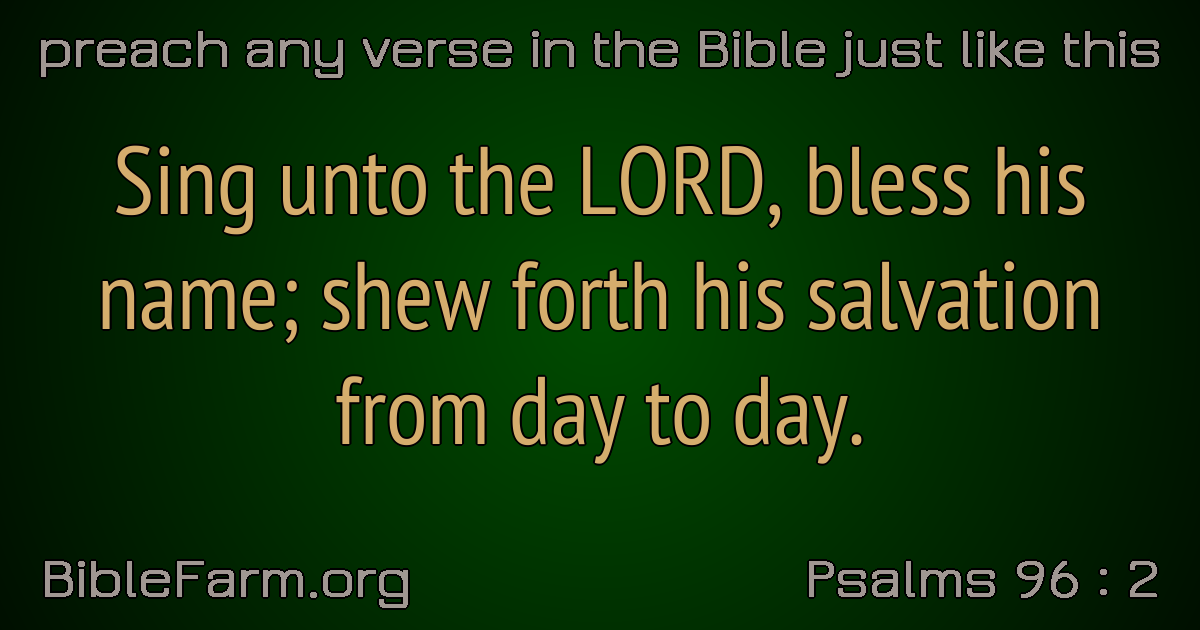 preach any verse in the Bible just like this
Sing unto the LORD, bless his
name; shew forth his salvation
from day to day.
BibleFarm.org
Psalms 96 : 2